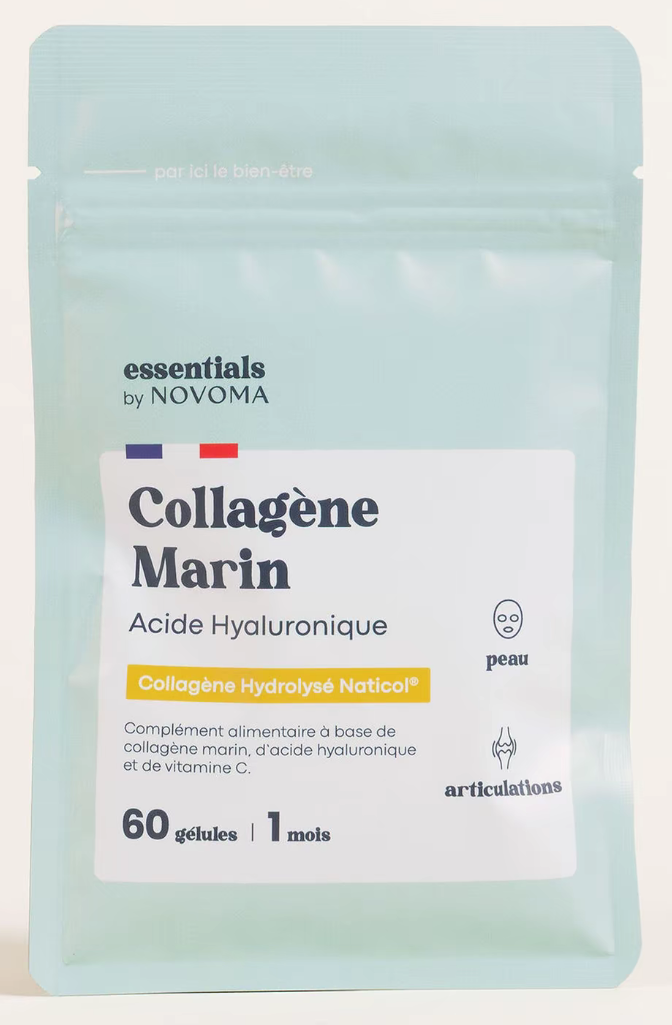 par ici le bien-être
essentials
by NOVOMA
Collagène
Marin
Acide Hyaluronique
Collagène Hydrolysé Naticol®
Complément alimentaire à base de
collagène marin, d'acide hyaluronique
et de vitamine C.
60 gélules | 1 mois
peau
articulations